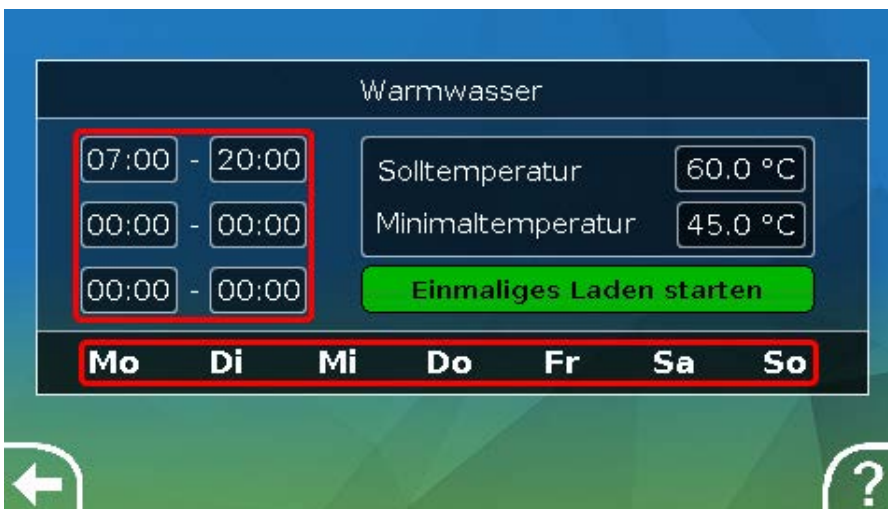 Warmwasser
07:00 - 20:00
00:00 - 00:00
00:00 - 00:00
Solltemperatur 60.0 °C
Minimaltemperatur 45.0 °C
Einmaliges Laden starten
Mo Di Mi Do Fr Sa So
?